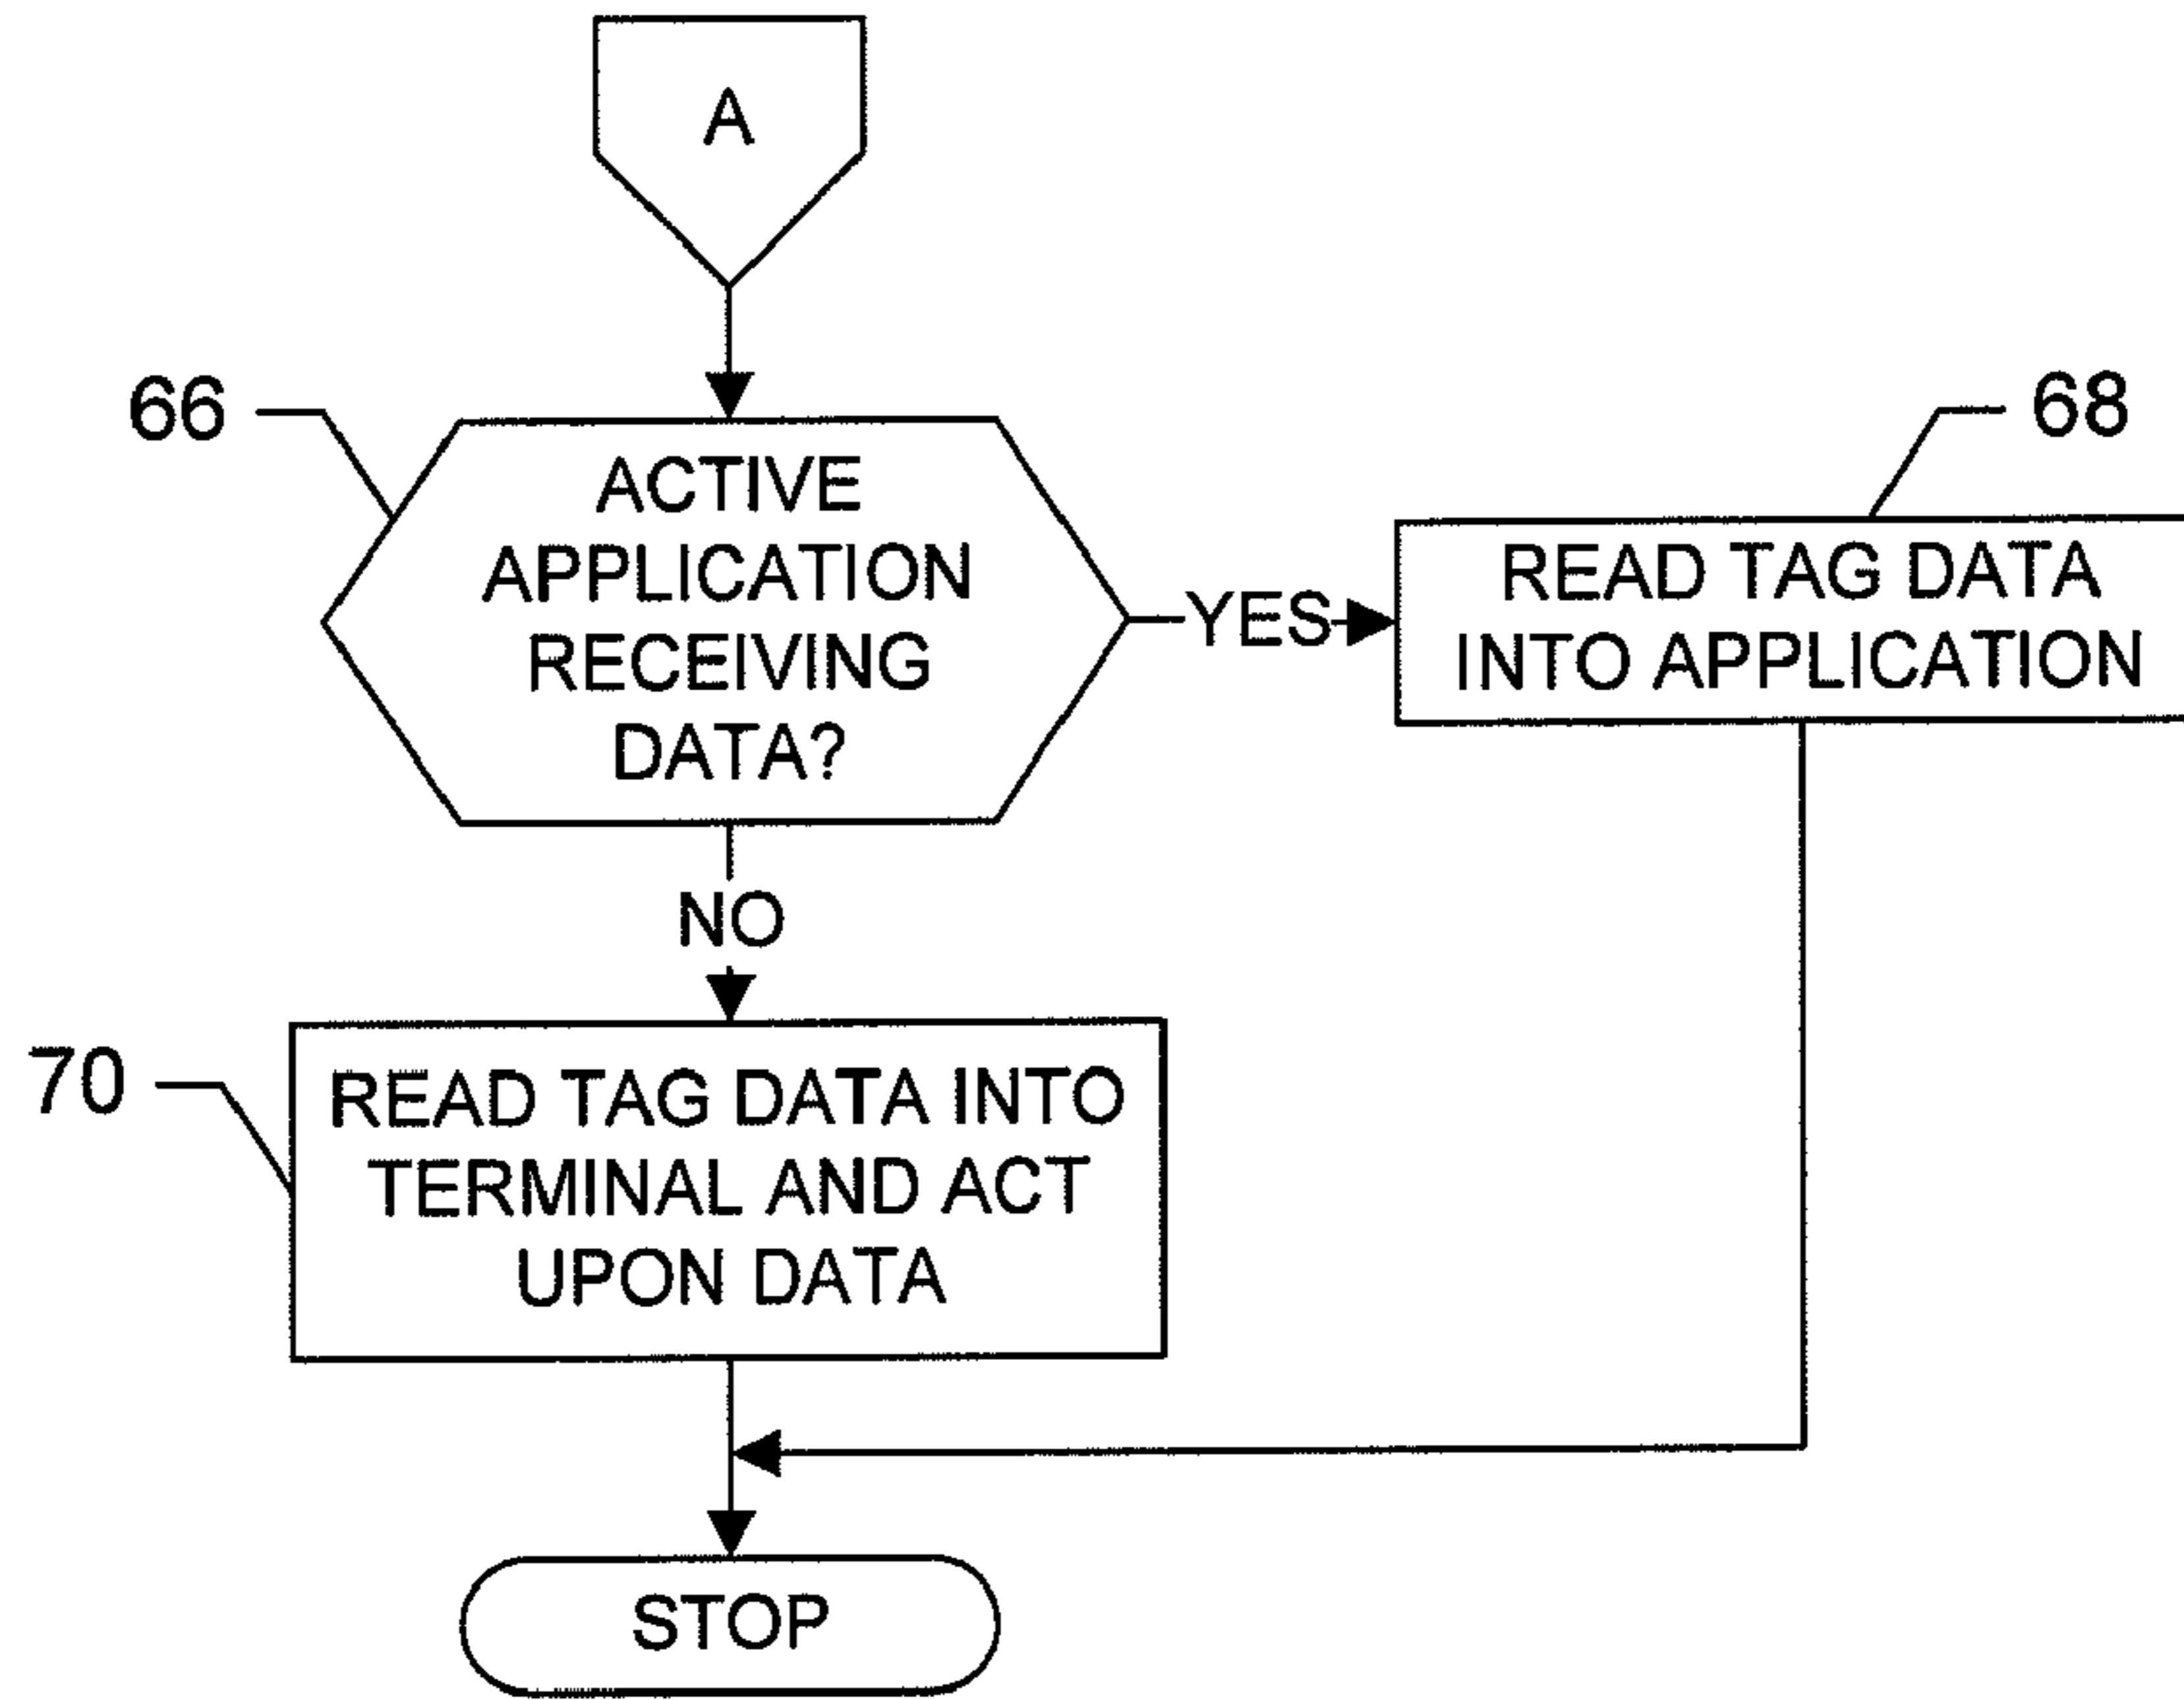 A
66
ACTIVE
APPLICATION
RECEIVING
DATA?
YES
68
READ TAG DATA
INTO APPLICATION
NO
70
READ TAG DATA INTO
TERMINAL AND ACT
UPON DATA
STOP